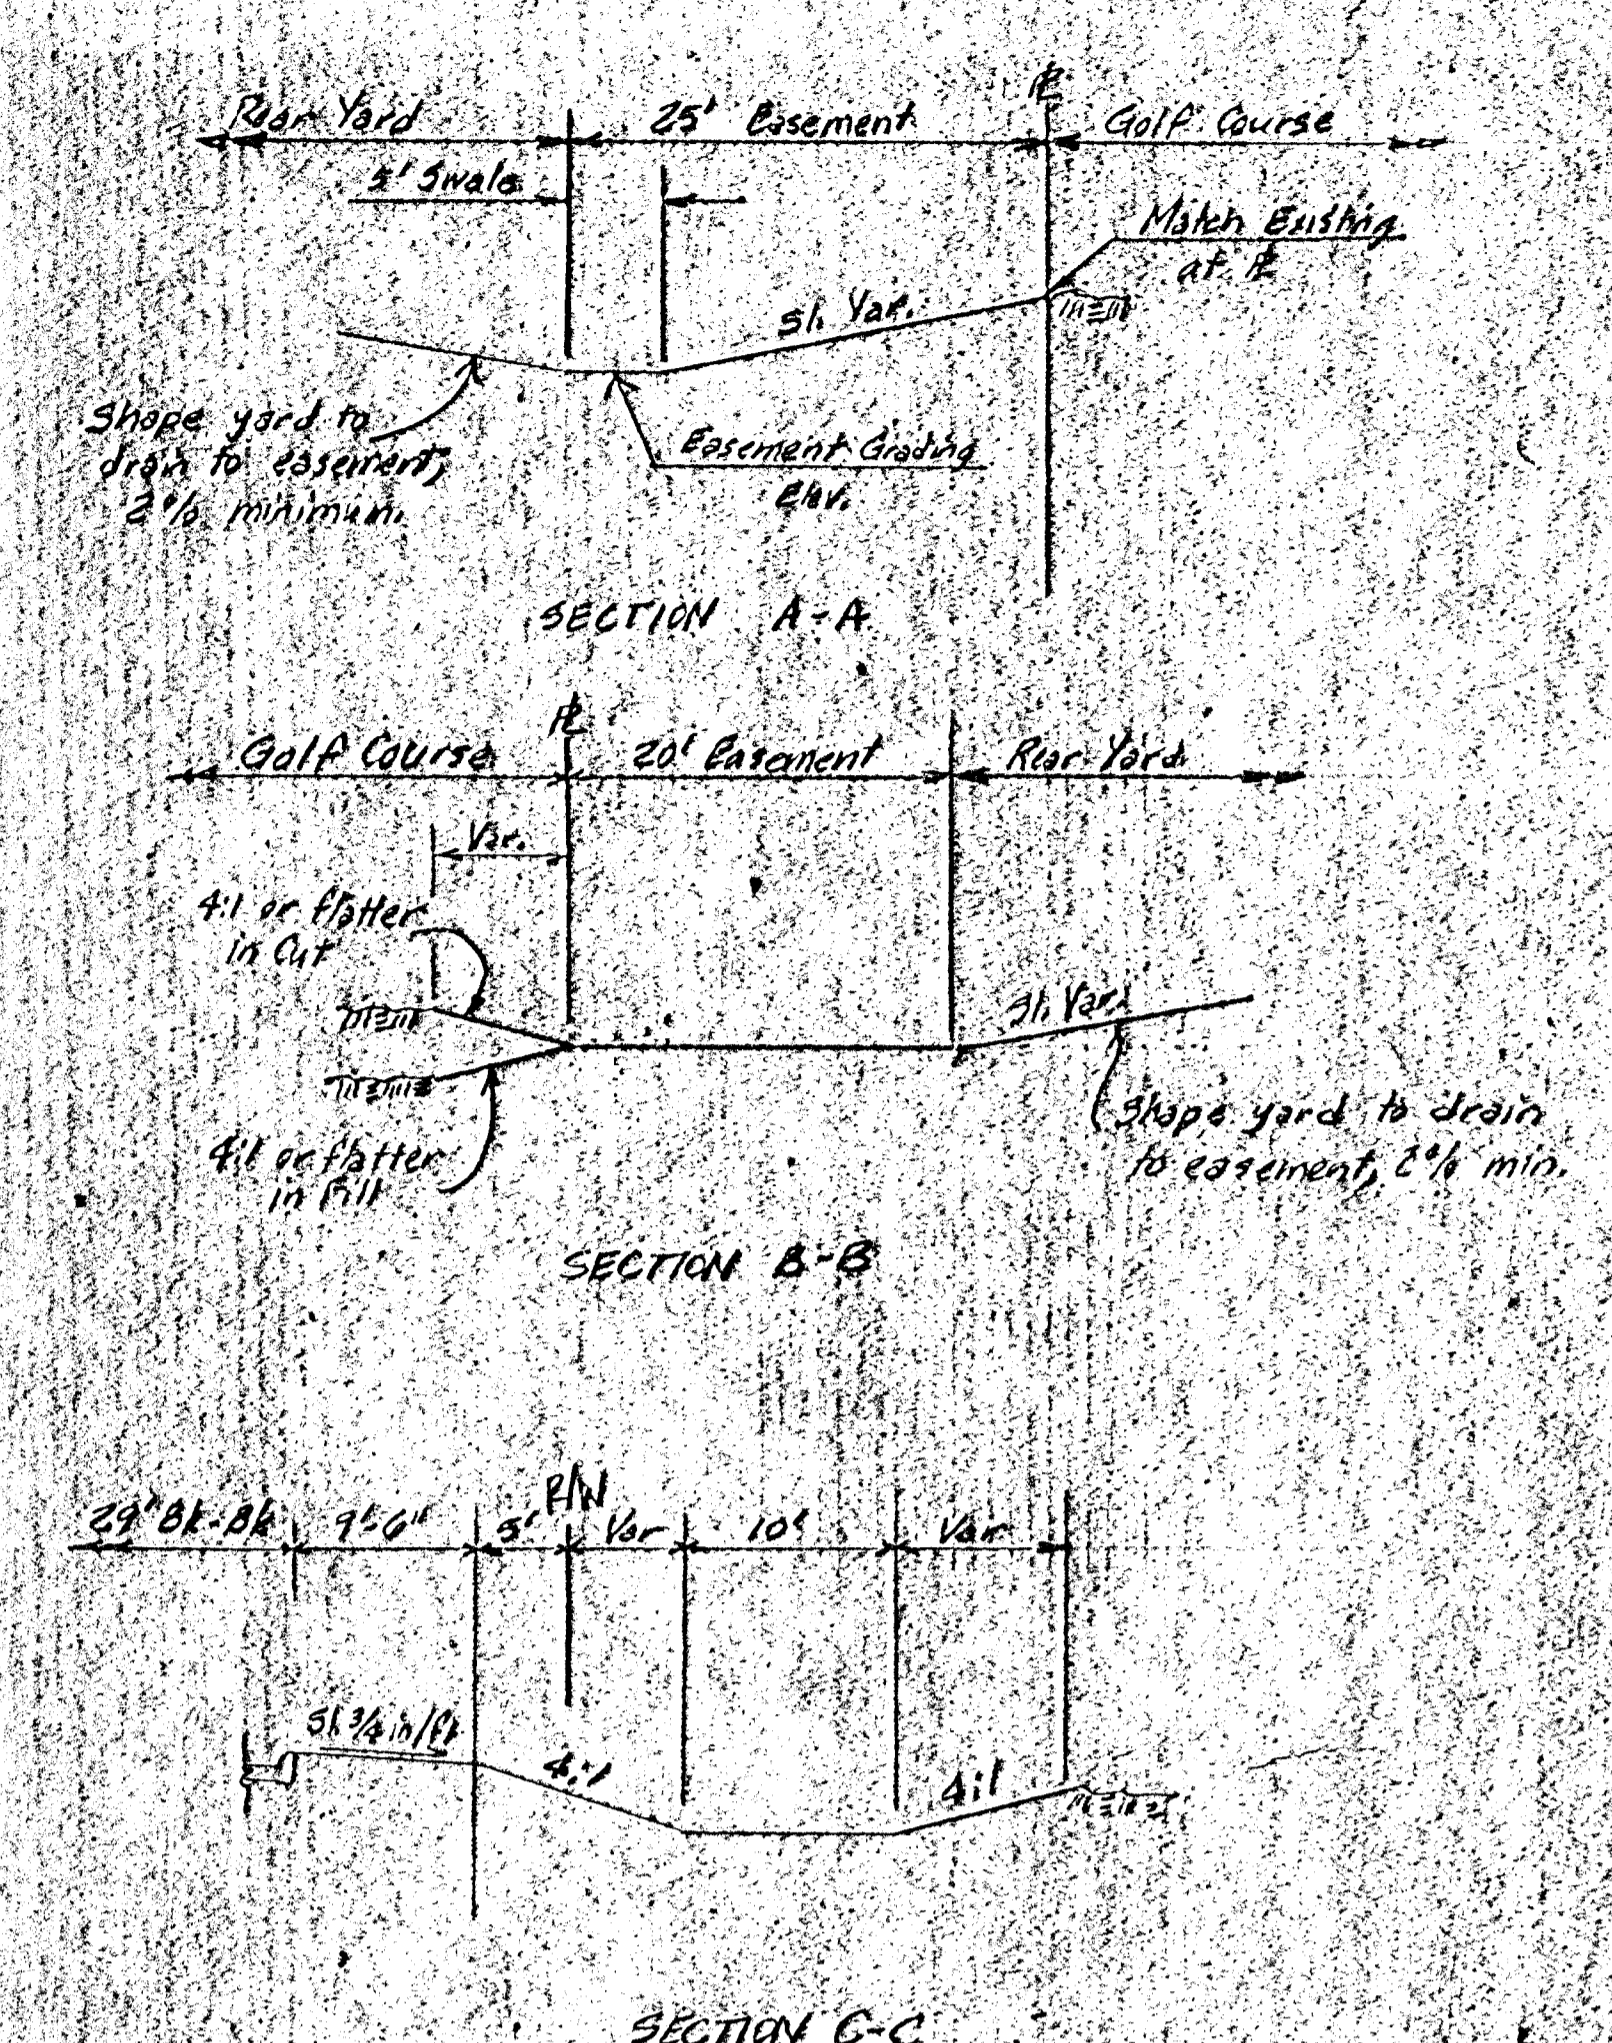 ℄
Rear Yard 25' Easement Golf Course
5' Swale
Match Existing
at ℄
Sl. Var.
Shape yard to
drain to easement,
2% minimum.
Easement Grading
Elev.
SECTION A-A
℄
Golf Course 20' Easement Rear Yard
Var.
4:1 or flatter
in Cut
Sl. Var.
4:1 or flatter
in Fill
Shape yard to drain
to easement, 2% min.
SECTION B-B
R/W
29' Bk-Bk 9'-6" 5' Var 10' Var
Sl. 3/4 in/ft.
4:1
4:1
SECTION C-C